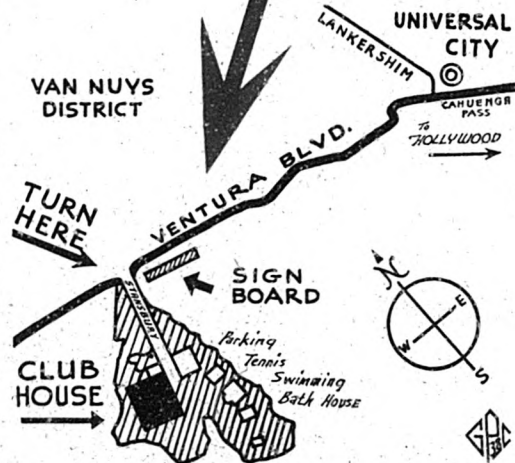 UNIVERSAL
CITY
LANKERSHIM
VAN NUYS
DISTRICT
CAHUENGA
PASS
To
HOLLYWOOD
VENTURA BLVD.
TURN
HERE
SIGN
BOARD
STANSBURY
Parking
Tennis
Swimming
Bath House
CLUB
HOUSE
N
E
W
S